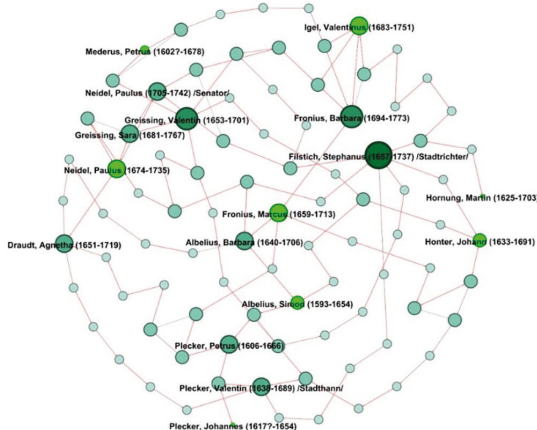 Igel, Valentinus (1683-1751)
Mederus, Petrus (1602?-1678)
Neidel, Paulus (1705-1742) /Senator/
Greissing, Valentin (1653-1701)
Fronius, Barbara (1694-1773)
Greissing, Sara (1681-1767)
Filstich, Stephanus (1657-1737) /Stadtrichter/
Neidel, Paulus (1674-1735)
Hornung, Martin (1625-1703)
Fronius, Marcus (1659-1713)
Draudt, Agnetha (1651-1719)
Albelius, Barbara (1640-1706)
Honter, Johann (1633-1691)
Albelius, Simon (1593-1654)
Plecker, Petrus (1606-1666)
Plecker, Valentin (1638-1689) /Stadthann/
Plecker, Johannes (1617?-1654)